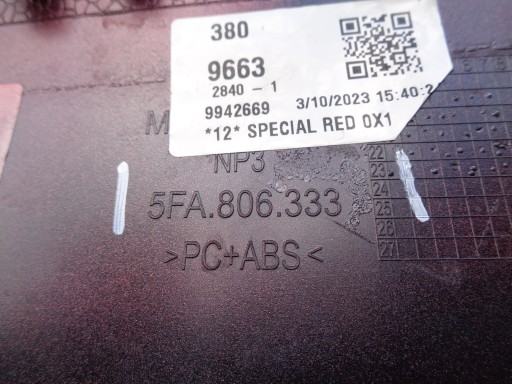 380
9663
2840 - 1
9942669 3/10/2023 15:40:2
*12* SPECIAL RED 0X1
M
NP3
5FA.806.333
>PC+ABS<
22
23
24
25
26
27